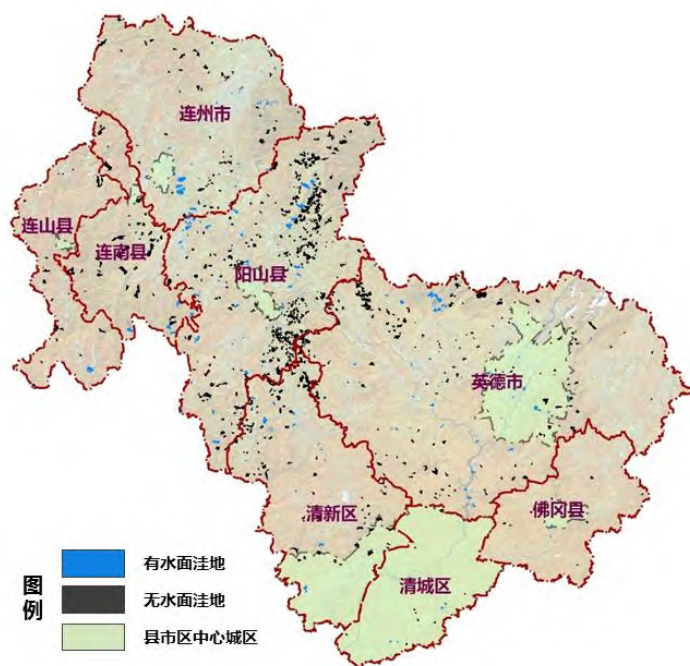 连州市
连山县
连南县
阳山县
英德市
清新区
佛冈县
清城区
图例
有水面洼地
无水面洼地
县市区中心城区